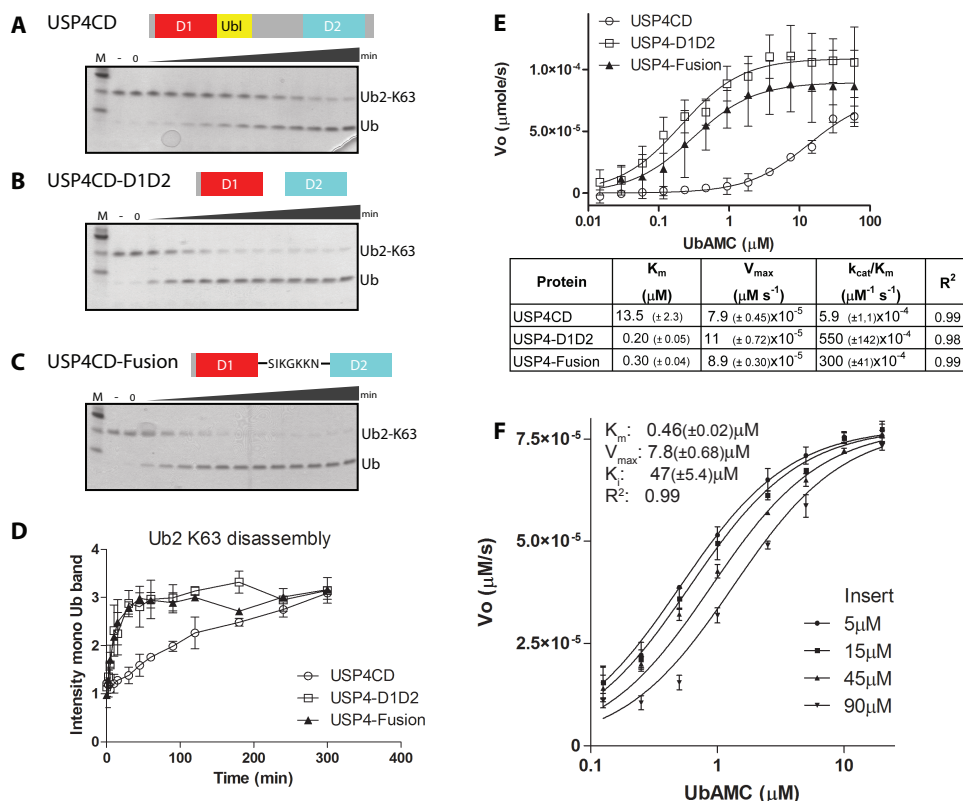 A
USP4CD
D1
Ubl
D2
M
-
0
min
Ub2-K63
Ub
B
USP4CD-D1D2
D1
D2
M
-
0
min
Ub2-K63
Ub
C
USP4CD-Fusion
D1
SIKGKKN
D2
M
-
0
min
Ub2-K63
Ub
D
Ub2 K63 disassembly
Intensity mono Ub band
4
3
2
1
0
0 100 200 300 400
Time (min)
USP4CD
USP4-D1D2
USP4-Fusion
E
USP4CD
USP4-D1D2
USP4-Fusion
Vo (μmole/s)
1.0×10-4
5.0×10-5
0
0.01 0.1 1 10 100
UbAMC (μM)
Protein Km (μM) Vmax (μM s-1) kcat/Km (μM-1 s-1) R2
USP4CD 13.5 (± 2.3) 7.9 (± 0.45)x10-5 5.9 (±1,1)x10-4 0.99
USP4-D1D2 0.20 (± 0.05) 11 (± 0.72)x10-5 550 (±142)x10-4 0.98
USP4-Fusion 0.30 (± 0.04) 8.9 (± 0.30)x10-5 300 (±41)x10-4 0.99
F
Km: 0.46(±0.02)μM
Vmax: 7.8(±0.68)μM
Ki: 47(±5.4)μM
R2: 0.99
Vo (μM/s)
7.5×10-5
5.0×10-5
2.5×10-5
0
Insert
5μM
15μM
45μM
90μM
0.1 1 10
UbAMC (μM)